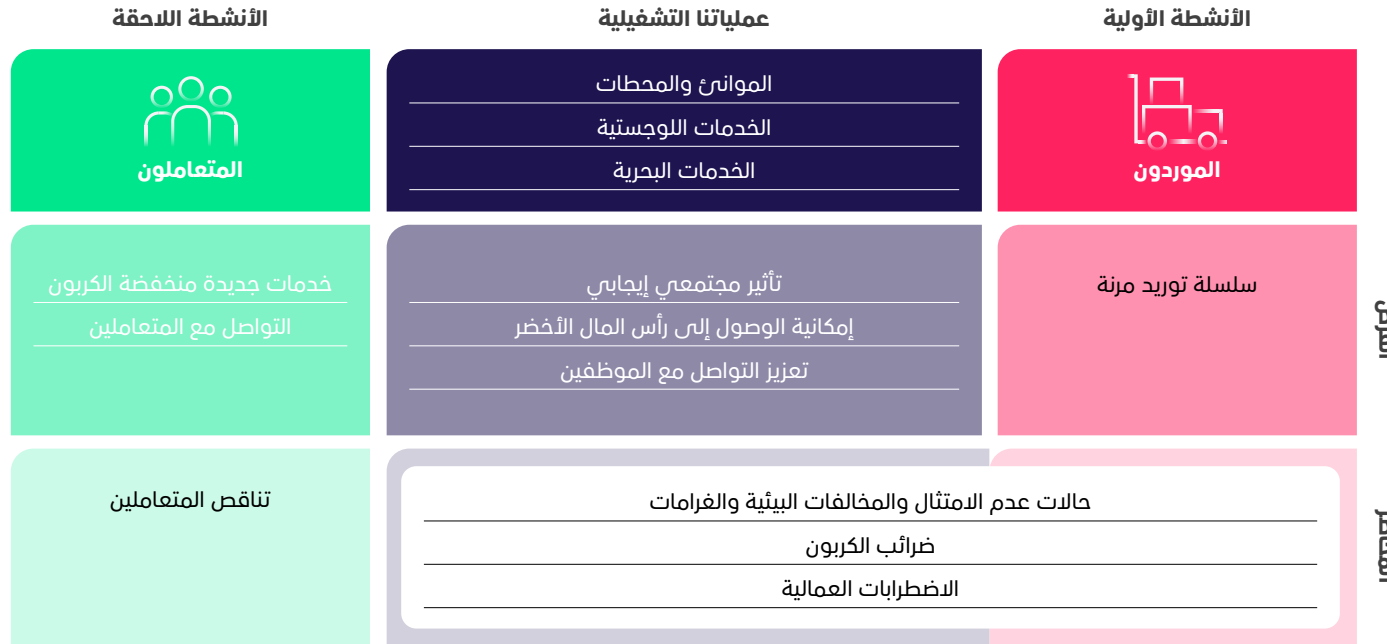 الأنشطة الأولية
عملياتنا التشغيلية
الأنشطة اللاحقة
الموردون
الموانئ والمحطات
الخدمات اللوجستية
الخدمات البحرية
المتعاملون
سلسلة توريد مرنة
تأثير مجتمعي إيجابي
إمكانية الوصول إلى رأس المال الأخضر
تعزيز التواصل مع الموظفين
خدمات جديدة منخفضة الكربون
التواصل مع المتعاملين
حالات عدم الامتثال والمخالفات البيئية والغرامات
ضرائب الكربون
الاضطرابات العمالية
تناقص المتعاملين